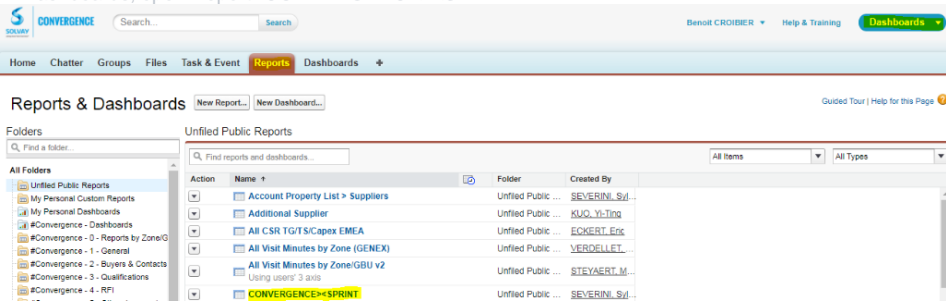 SOLVAY
CONVERGENCE Search... Search Benoit CROIBIER Help & Training Dashboards
Home Chatter Groups Files Task & Event Reports Dashboards +
Reports & Dashboards New Report... New Dashboard... Guided Tour | Help for this Page
Folders Unfiled Public Reports
Find a folder... Find reports and dashboards... All Items All Types
All Folders Action Name ↑ Folder Created By
Unfiled Public Reports Account Property List > Suppliers Unfiled Public ... SEVERINI, Syl...
My Personal Custom Reports
My Personal Dashboards Additional Supplier Unfiled Public ... KUO, Yi-Ting
#Convergence - Dashboards All CSR TG/TS/Capex EMEA Unfiled Public ... ECKERT, Eric
#Convergence - 0 - Reports by Zone/G
#Convergence - 1 - General All Visit Minutes by Zone (GENEX) Unfiled Public ... VERDELLET, ...
#Convergence - 2 - Buyers & Contacts All Visit Minutes by Zone/GBU v2 Unfiled Public ... STEYAERT, M...
#Convergence - 3 - Qualifications Using users' 3 axis
#Convergence - 4 - RFI CONVERGENCE><SPRINT Unfiled Public ... SEVERINI, Syl...